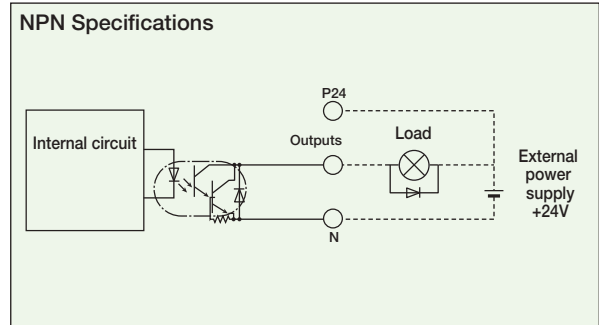 NPN Specifications
P24
Internal circuit
Outputs
Load
External
power
supply
+24V
N